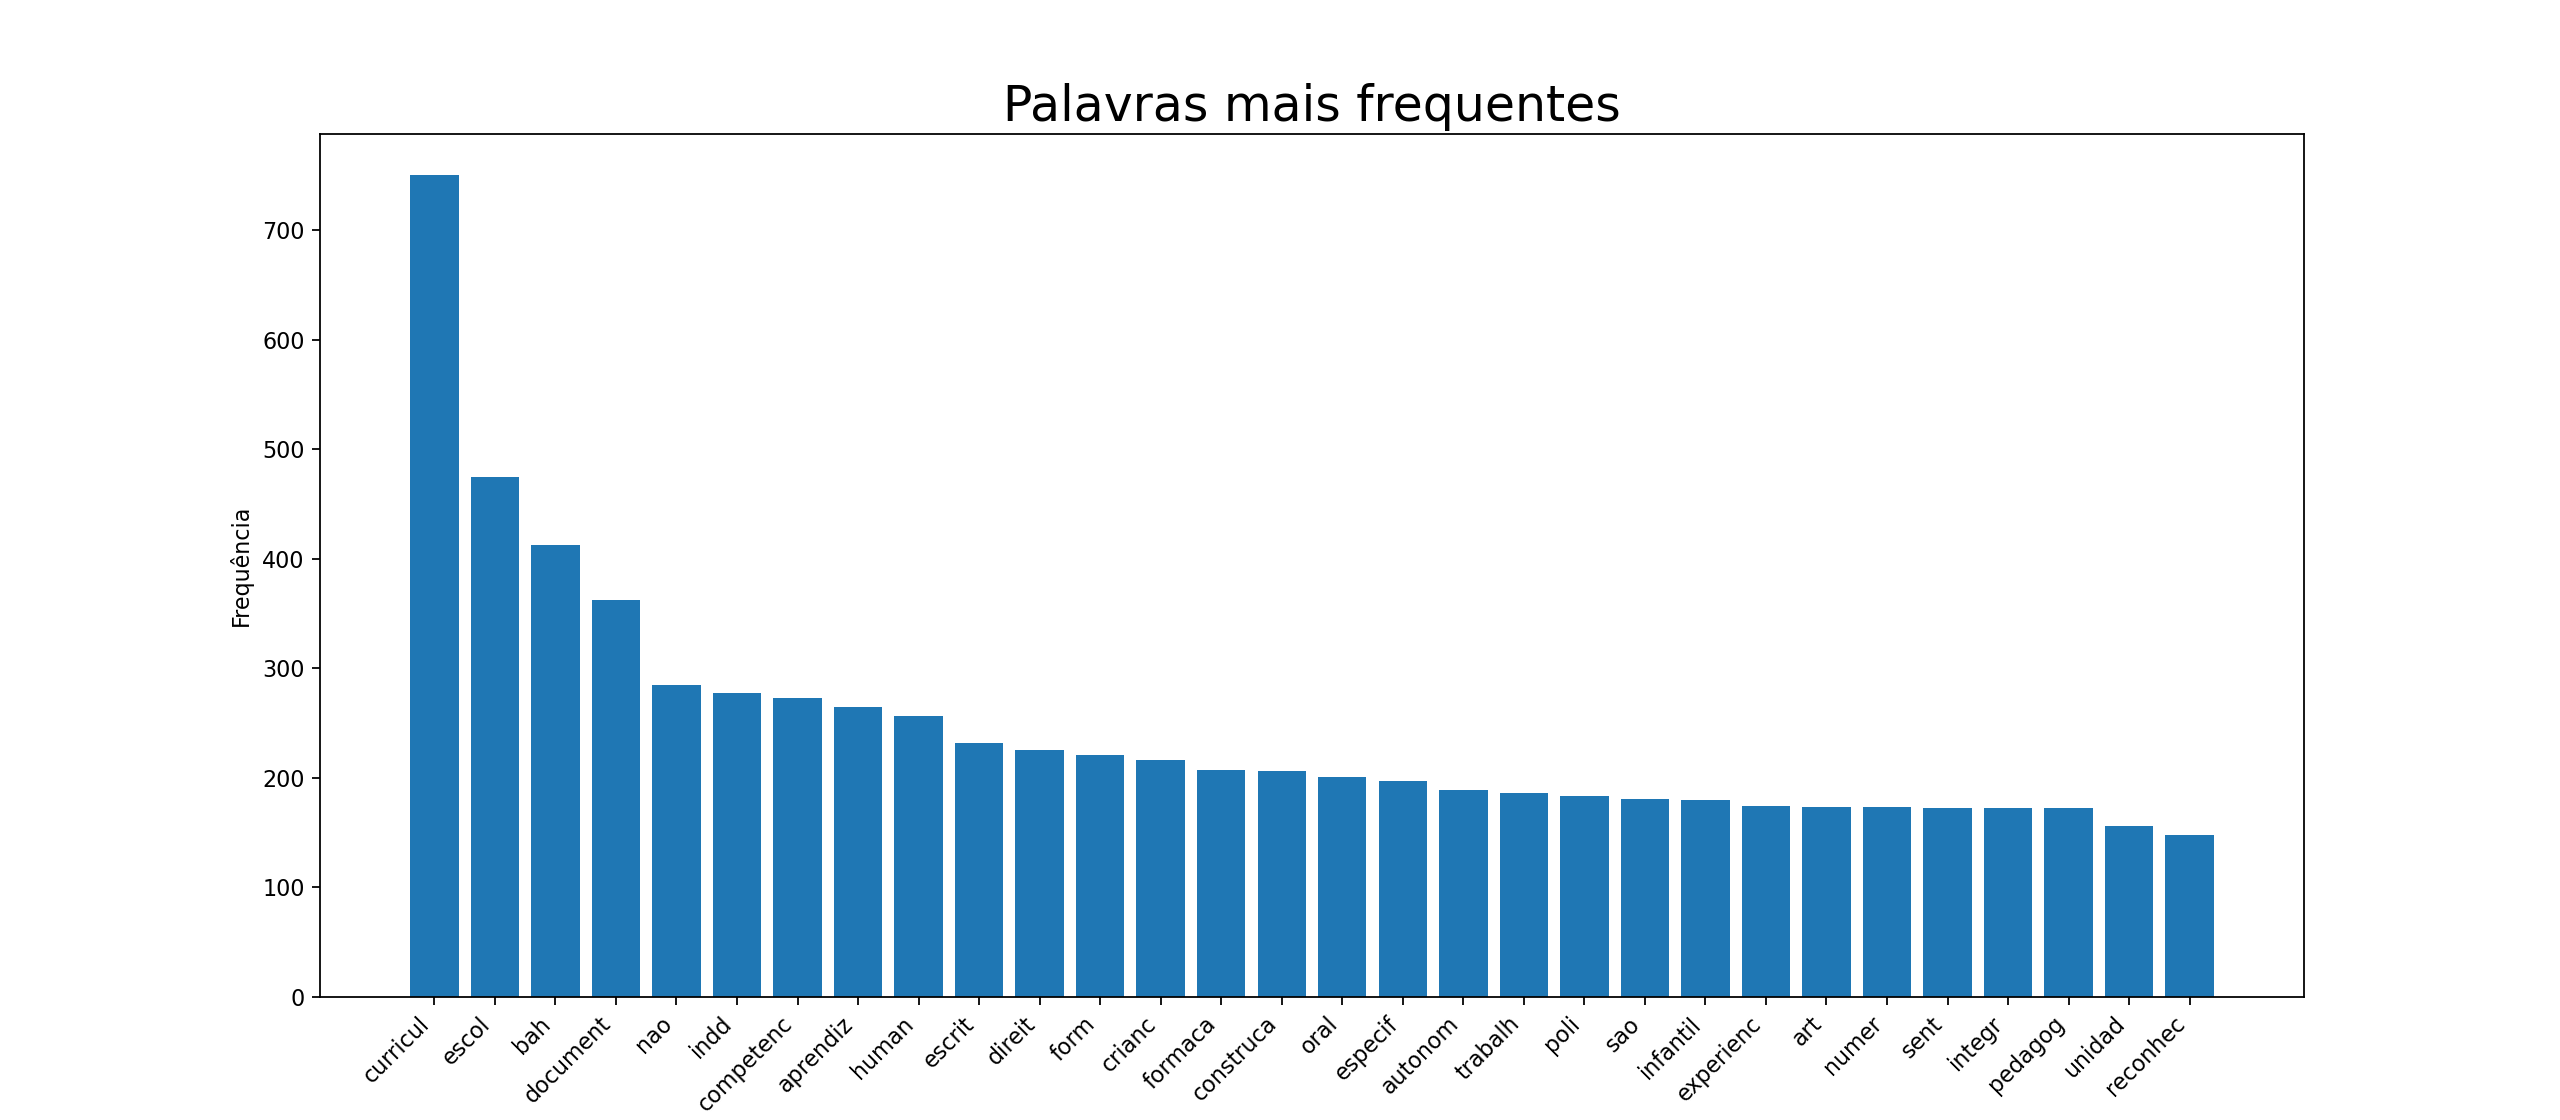 Palavras mais frequentes
Frequência
700
600
500
400
300
200
100
0
curricul
escol
bah
document
nao
indd
competenc
aprendiz
human
escrit
direit
form
crianc
formaca
construca
oral
especif
autonom
trabalh
poli
sao
infantil
experienc
art
numer
sent
integr
pedagog
unidad
reconhec